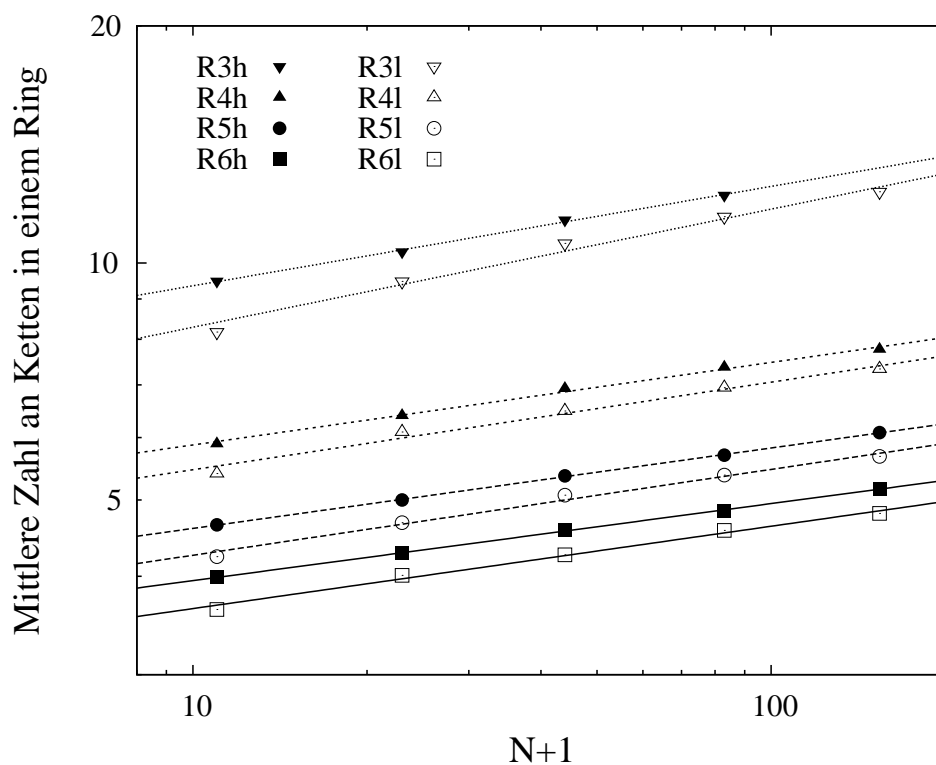 20
R3h R3l
R4h R4l
R5h R5l
R6h R6l
10
5
Mittlere Zahl an Ketten in einem Ring
10 100
N+1